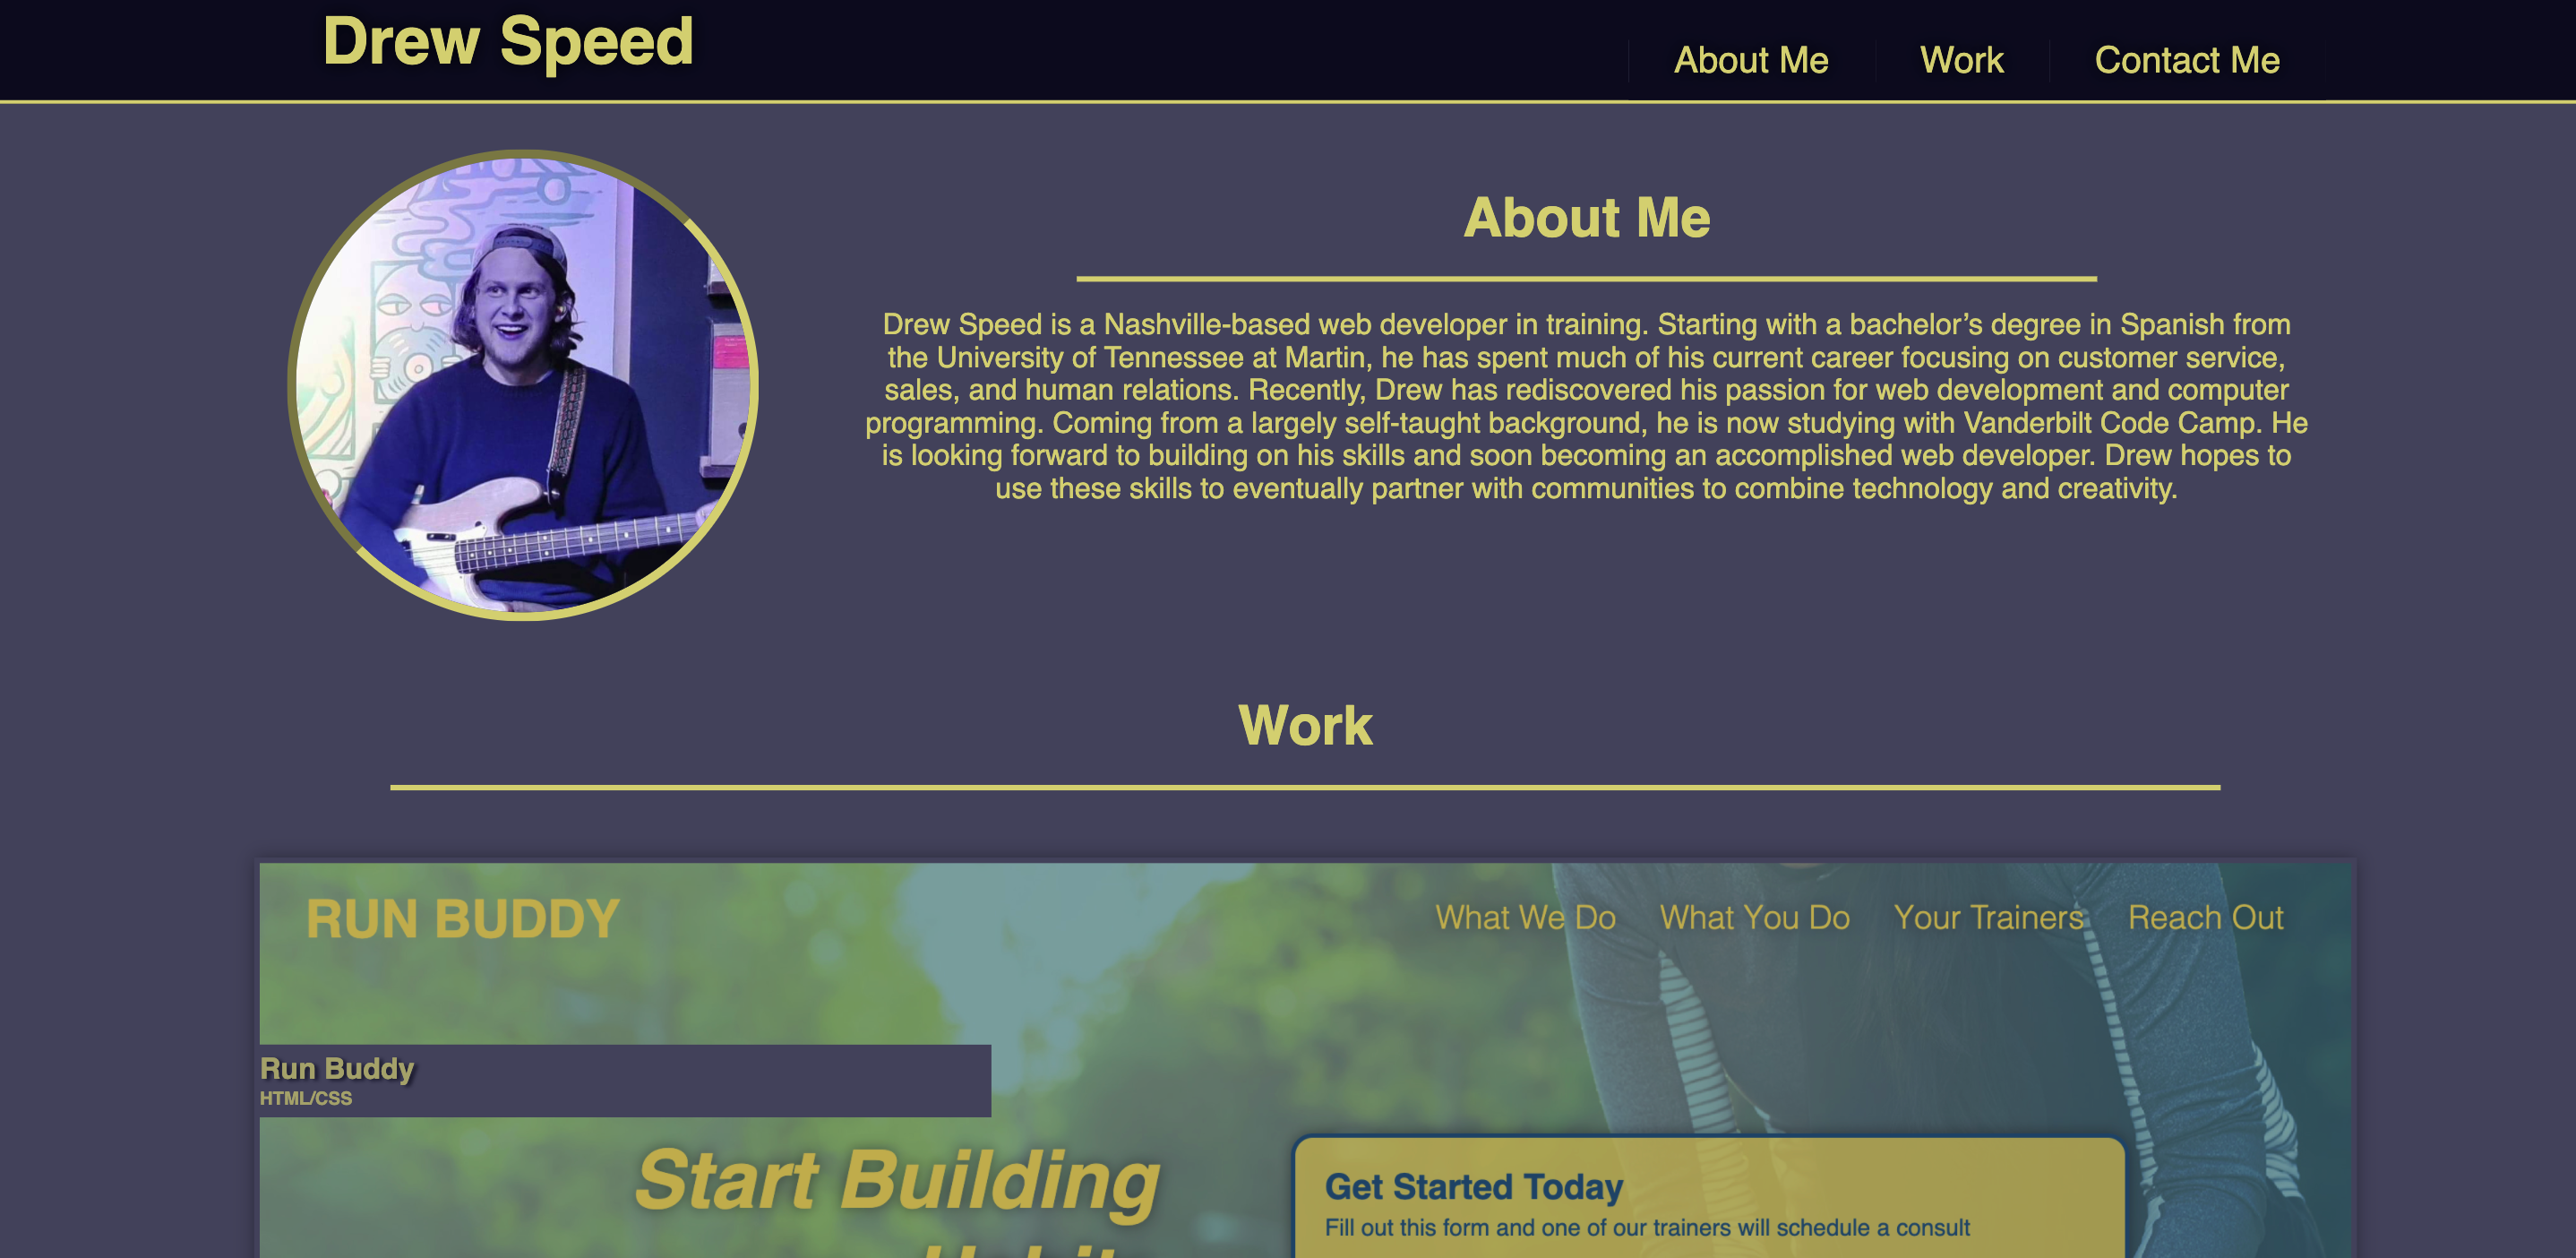 Drew Speed
About Me Work Contact Me
About Me
Drew Speed is a Nashville-based web developer in training. Starting with a bachelor’s degree in Spanish from
the University of Tennessee at Martin, he has spent much of his current career focusing on customer service,
sales, and human relations. Recently, Drew has rediscovered his passion for web development and computer
programming. Coming from a largely self-taught background, he is now studying with Vanderbilt Code Camp. He
is looking forward to building on his skills and soon becoming an accomplished web developer. Drew hopes to
use these skills to eventually partner with communities to combine technology and creativity.
Work
RUN BUDDY
What We Do What You Do Your Trainers Reach Out
Run Buddy
HTML/CSS
Start Building
Get Started Today
Fill out this form and one of our trainers will schedule a consult